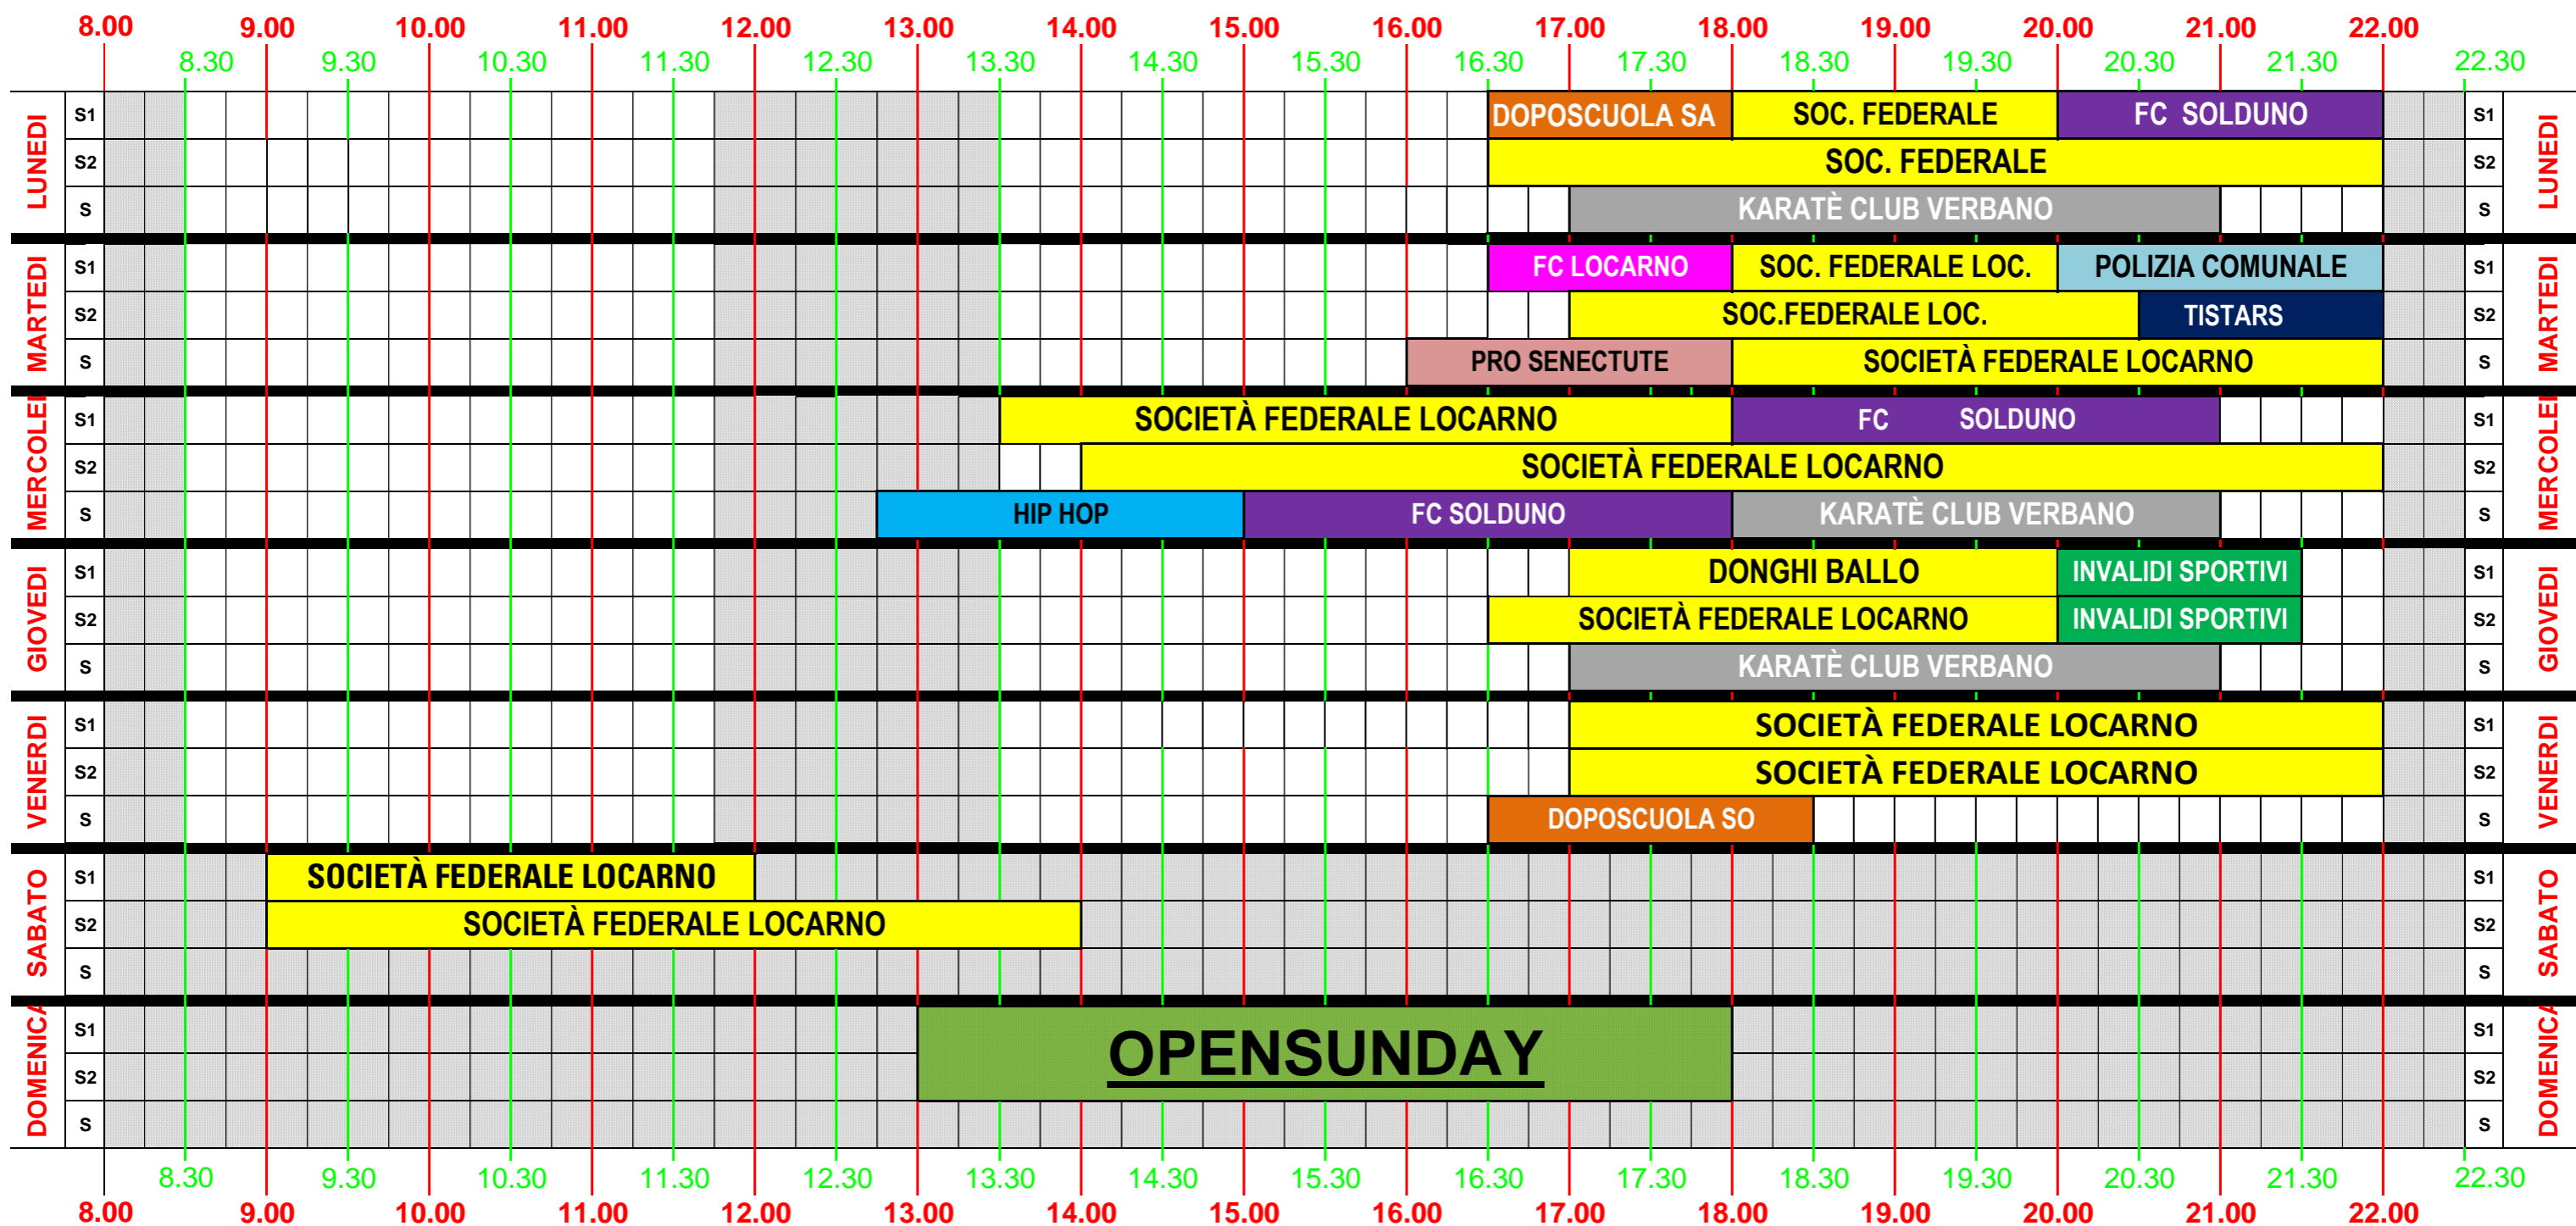 8.00 9.00 10.00 11.00 12.00 13.00 14.00 15.00 16.00 17.00 18.00 19.00 20.00 21.00 22.00
8.30 9.30 10.30 11.30 12.30 13.30 14.30 15.30 16.30 17.30 18.30 19.30 20.30 21.30 22.30
LUNEDI
S1 DOPOSCUOLA SA SOC. FEDERALE FC SOLDUNO S1
S2 SOC. FEDERALE S2
S KARATÈ CLUB VERBANO S
LUNEDI
MARTEDI
S1 FC LOCARNO SOC. FEDERALE LOC. POLIZIA COMUNALE S1
S2 SOC.FEDERALE LOC. TISTARS S2
S PRO SENECTUTE SOCIETÀ FEDERALE LOCARNO S
MARTEDI
MERCOLE
S1 SOCIETÀ FEDERALE LOCARNO FC SOLDUNO S1
S2 SOCIETÀ FEDERALE LOCARNO S2
S HIP HOP FC SOLDUNO KARATÈ CLUB VERBANO S
MERCOLE
GIOVEDI
S1 DONGHI BALLO INVALIDI SPORTIVI S1
S2 SOCIETÀ FEDERALE LOCARNO INVALIDI SPORTIVI S2
S KARATÈ CLUB VERBANO S
GIOVEDI
VENERDI
S1 SOCIETÀ FEDERALE LOCARNO S1
S2 SOCIETÀ FEDERALE LOCARNO S2
S DOPOSCUOLA SO S
VENERDI
SABATO
S1 SOCIETÀ FEDERALE LOCARNO S1
S2 SOCIETÀ FEDERALE LOCARNO S2
S S
SABATO
DOMENICA
S1 OPENSUNDAY S1
S2 S2
S S
DOMENICA
8.30 9.30 10.30 11.30 12.30 13.30 14.30 15.30 16.30 17.30 18.30 19.30 20.30 21.30 22.30
8.00 9.00 10.00 11.00 12.00 13.00 14.00 15.00 16.00 17.00 18.00 19.00 20.00 21.00 22.00